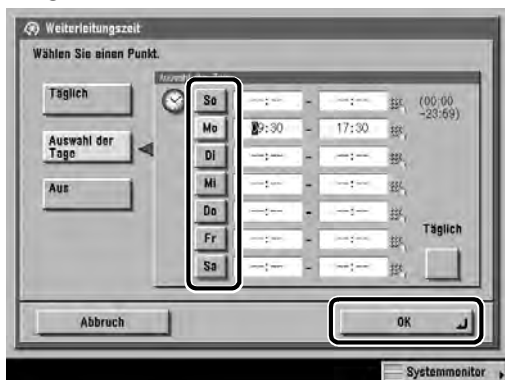 Weiterleitungszeit
Wählen Sie einen Punkt.
Täglich
Auswahl der Tage
Aus
So --:-- - --:-- (00:00 -23:59)
Mo 09:30 - 17:30
Di --:-- - --:--
Mi --:-- - --:--
Do --:-- - --:--
Fr --:-- - --:--
Sa --:-- - --:--
Täglich
Abbruch
OK
Systemmonitor